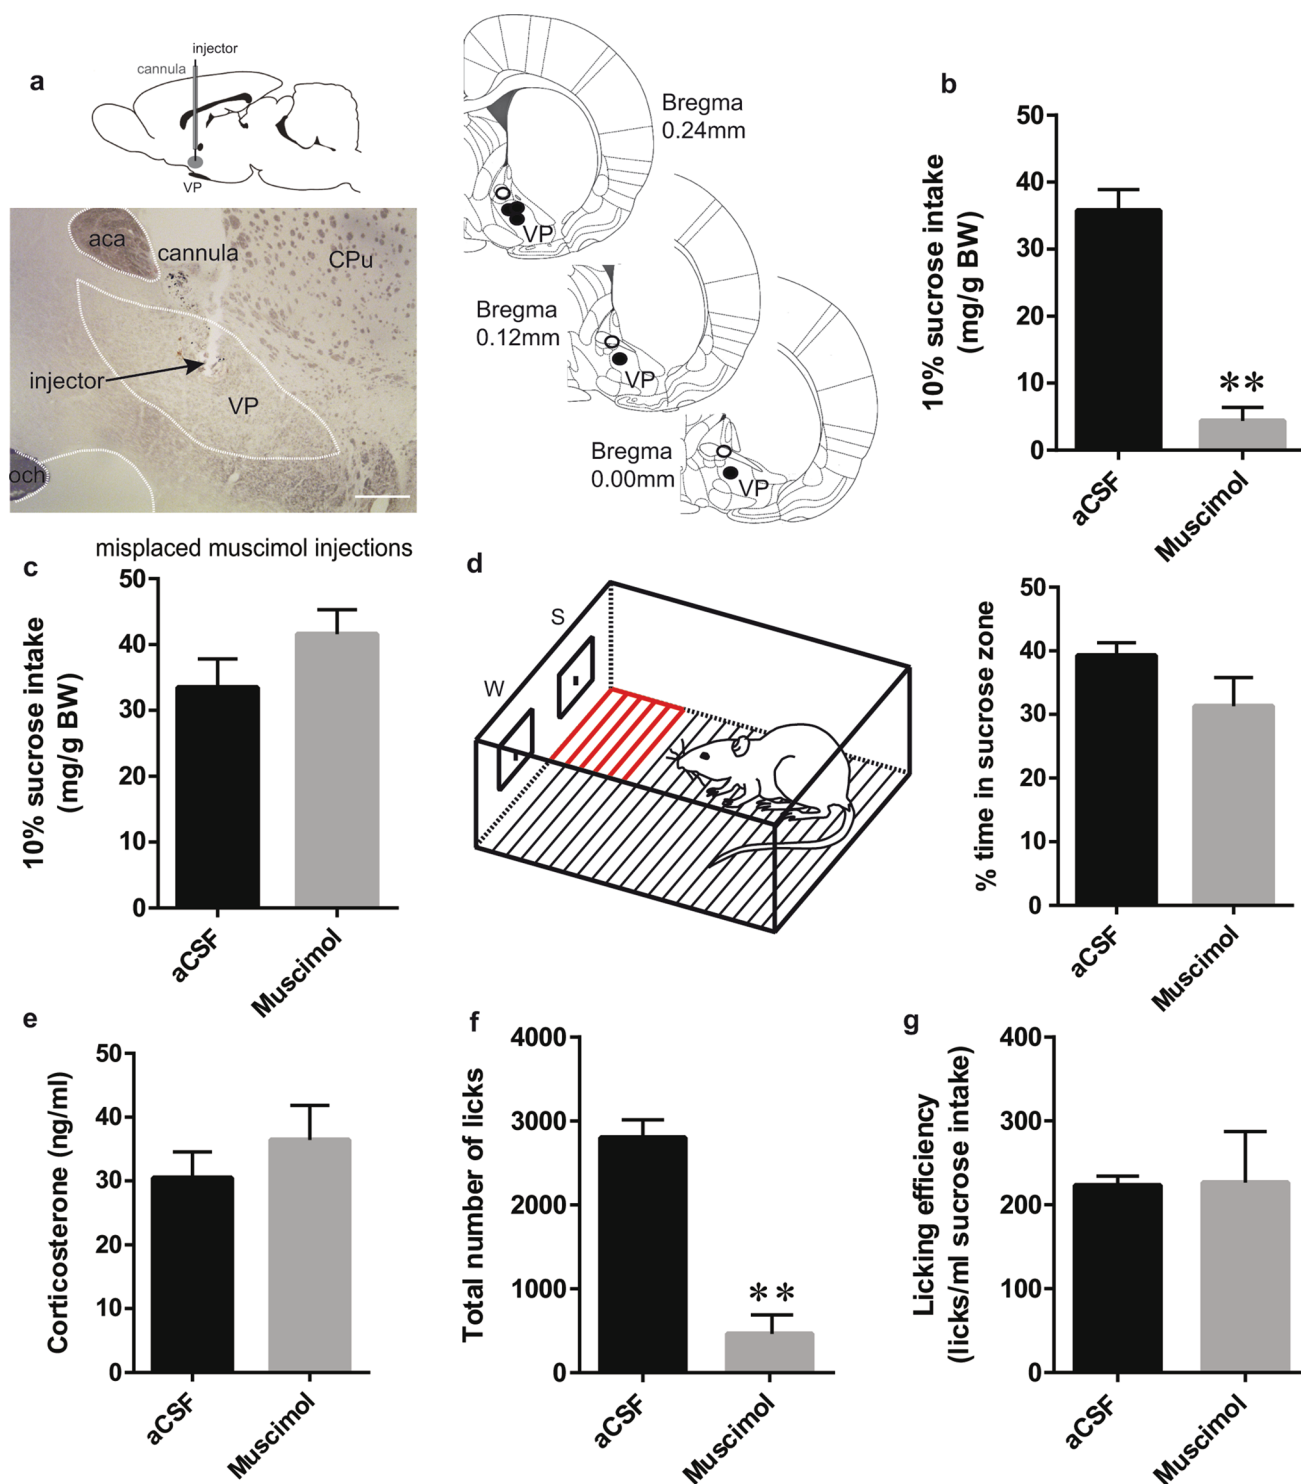 a
injector
cannula
VP
aca
cannula
CPu
injector
VP
och
Bregma
0.24mm
VP
Bregma
0.12mm
VP
Bregma
0.00mm
VP
b
10% sucrose intake
(mg/g BW)
50
40
30
20
10
0
**
aCSF
Muscimol
c
misplaced muscimol injections
10% sucrose intake
(mg/g BW)
50
40
30
20
10
0
aCSF
Muscimol
d
S
W
% time in sucrose zone
50
40
30
20
10
0
aCSF
Muscimol
e
Corticosterone (ng/ml)
50
40
30
20
10
0
aCSF
Muscimol
f
Total number of licks
4000
3000
2000
1000
0
**
aCSF
Muscimol
g
Licking efficiency
(licks/ml sucrose intake)
400
300
200
100
0
aCSF
Muscimol